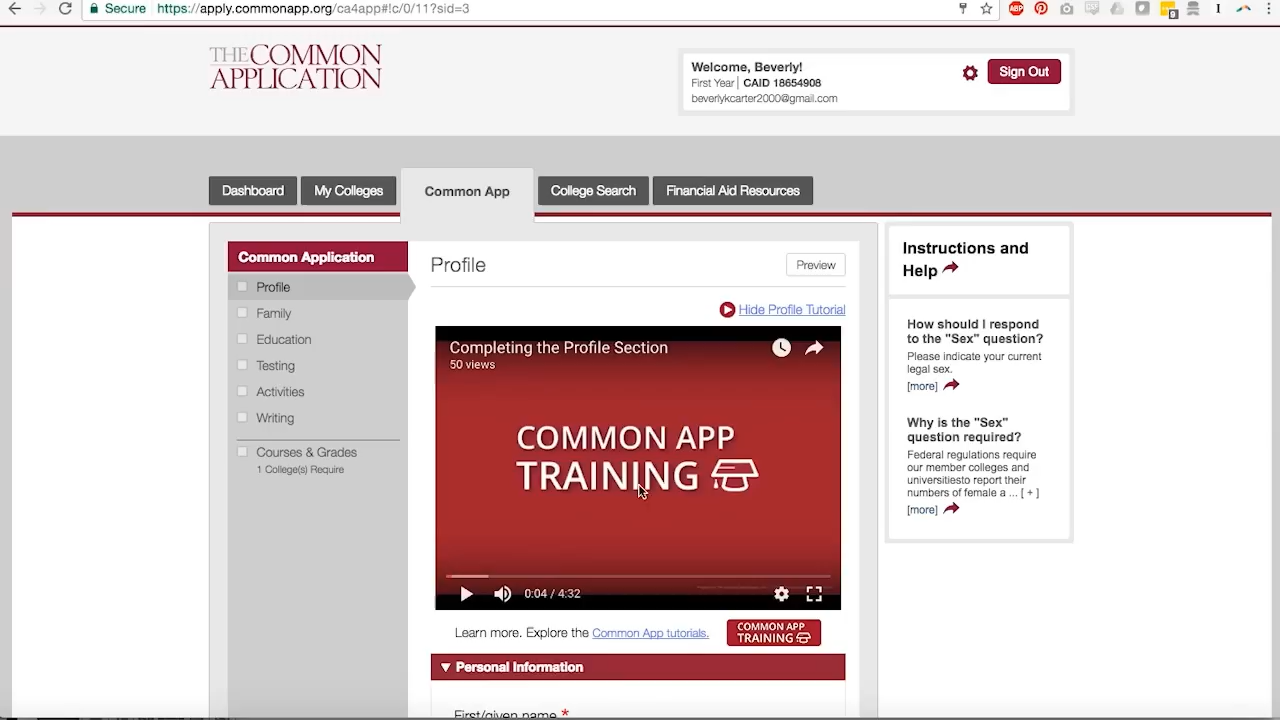 Secure https://apply.commonapp.org/ca4app#!c/0/11?sid=3
THE COMMON
APPLICATION
Welcome, Beverly!
First Year | CAID 18654908
beverlykcarter2000@gmail.com
Sign Out
Dashboard
My Colleges
Common App
College Search
Financial Aid Resources
Common Application
Profile
Family
Education
Testing
Activities
Writing
Courses & Grades
1 College(s) Require
Profile
Preview
Hide Profile Tutorial
Completing the Profile Section
50 views
COMMON APP
TRAINING
0:04 / 4:32
Learn more. Explore the Common App tutorials.
COMMON APP
TRAINING
Personal Information
First/given name *
Instructions and
Help
How should I respond
to the "Sex" question?
Please indicate your current
legal sex.
[more]
Why is the "Sex"
question required?
Federal regulations require
our member colleges and
universitiesto report their
numbers of female a ... [ + ]
[more]